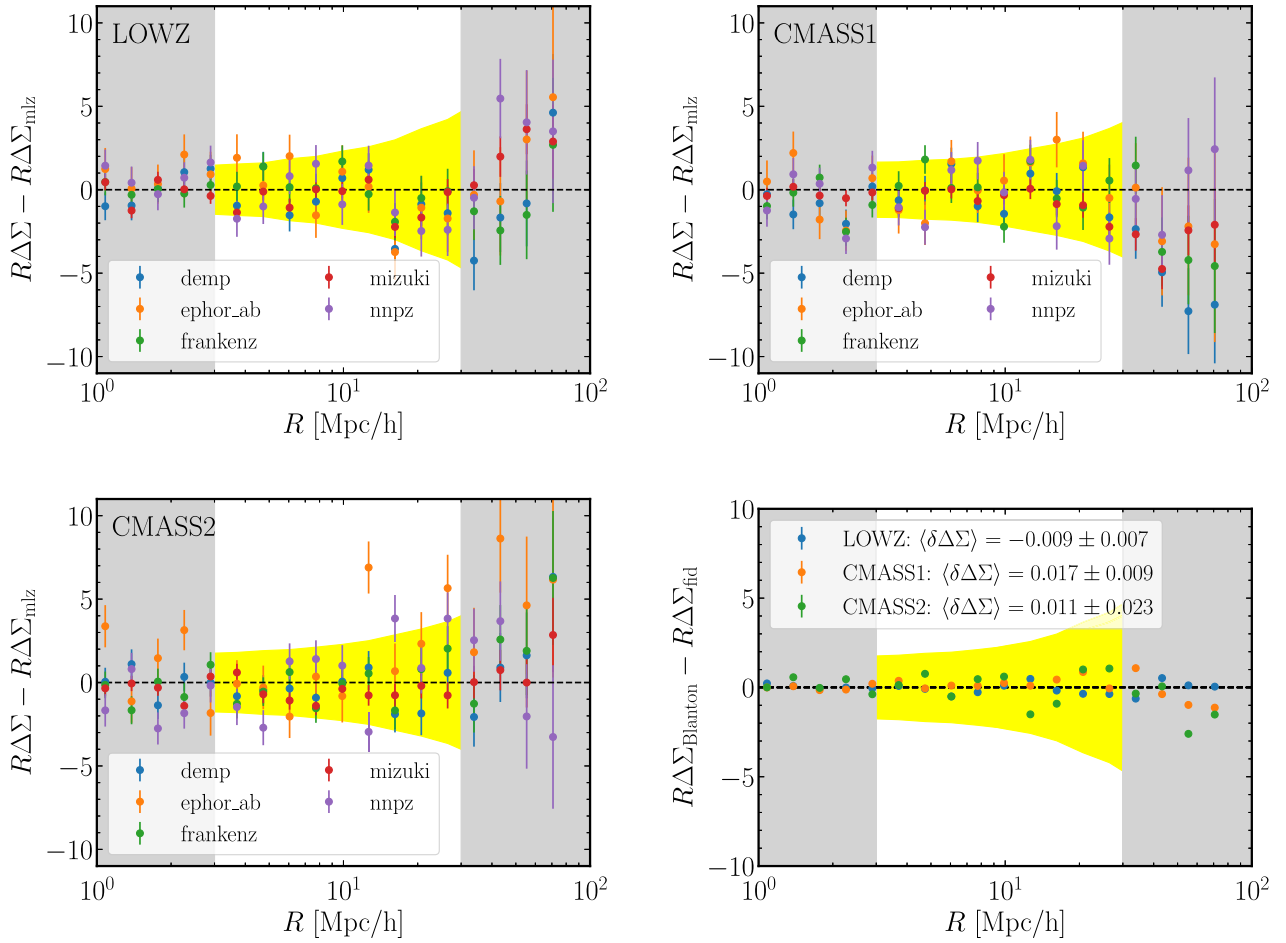 LOWZ
10
5
0
−5
−10
RΔΣ − RΔΣ_mlz
demp
ephor_ab
frankenz
mizuki
nnpz
10^0
10^1
10^2
R [Mpc/h]
CMASS1
10
5
0
−5
−10
RΔΣ − RΔΣ_mlz
demp
ephor_ab
frankenz
mizuki
nnpz
10^0
10^1
10^2
R [Mpc/h]
CMASS2
10
5
0
−5
−10
RΔΣ − RΔΣ_mlz
demp
ephor_ab
frankenz
mizuki
nnpz
10^0
10^1
10^2
R [Mpc/h]
LOWZ: ⟨δΔΣ⟩ = −0.009 ± 0.007
CMASS1: ⟨δΔΣ⟩ = 0.017 ± 0.009
CMASS2: ⟨δΔΣ⟩ = 0.011 ± 0.023
10
5
0
−5
−10
RΔΣ_Blanton − RΔΣ_fid
10^0
10^1
10^2
R [Mpc/h]